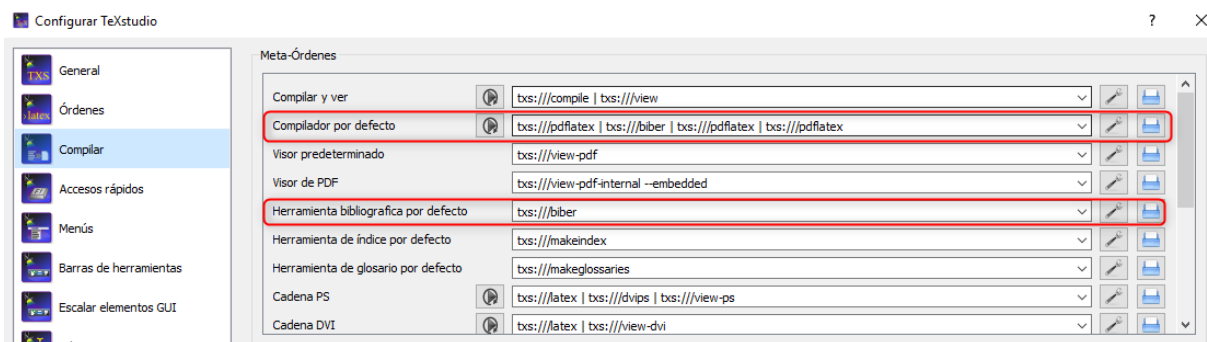 Configurar TeXstudio
?
General
Órdenes
Compilar
Accesos rápidos
Menús
Barras de herramientas
Escalar elementos GUI
Meta-Órdenes
Compilar y ver txs:///compile | txs:///view
Compilador por defecto txs:///pdflatex | txs:///biber | txs:///pdflatex | txs:///pdflatex
Visor predeterminado txs:///view-pdf
Visor de PDF txs:///view-pdf-internal --embedded
Herramienta bibliografica por defecto txs:///biber
Herramienta de índice por defecto txs:///makeindex
Herramienta de glosario por defecto txs:///makeglossaries
Cadena PS txs:///latex | txs:///dvips | txs:///view-ps
Cadena DVI txs:///latex | txs:///view-dvi